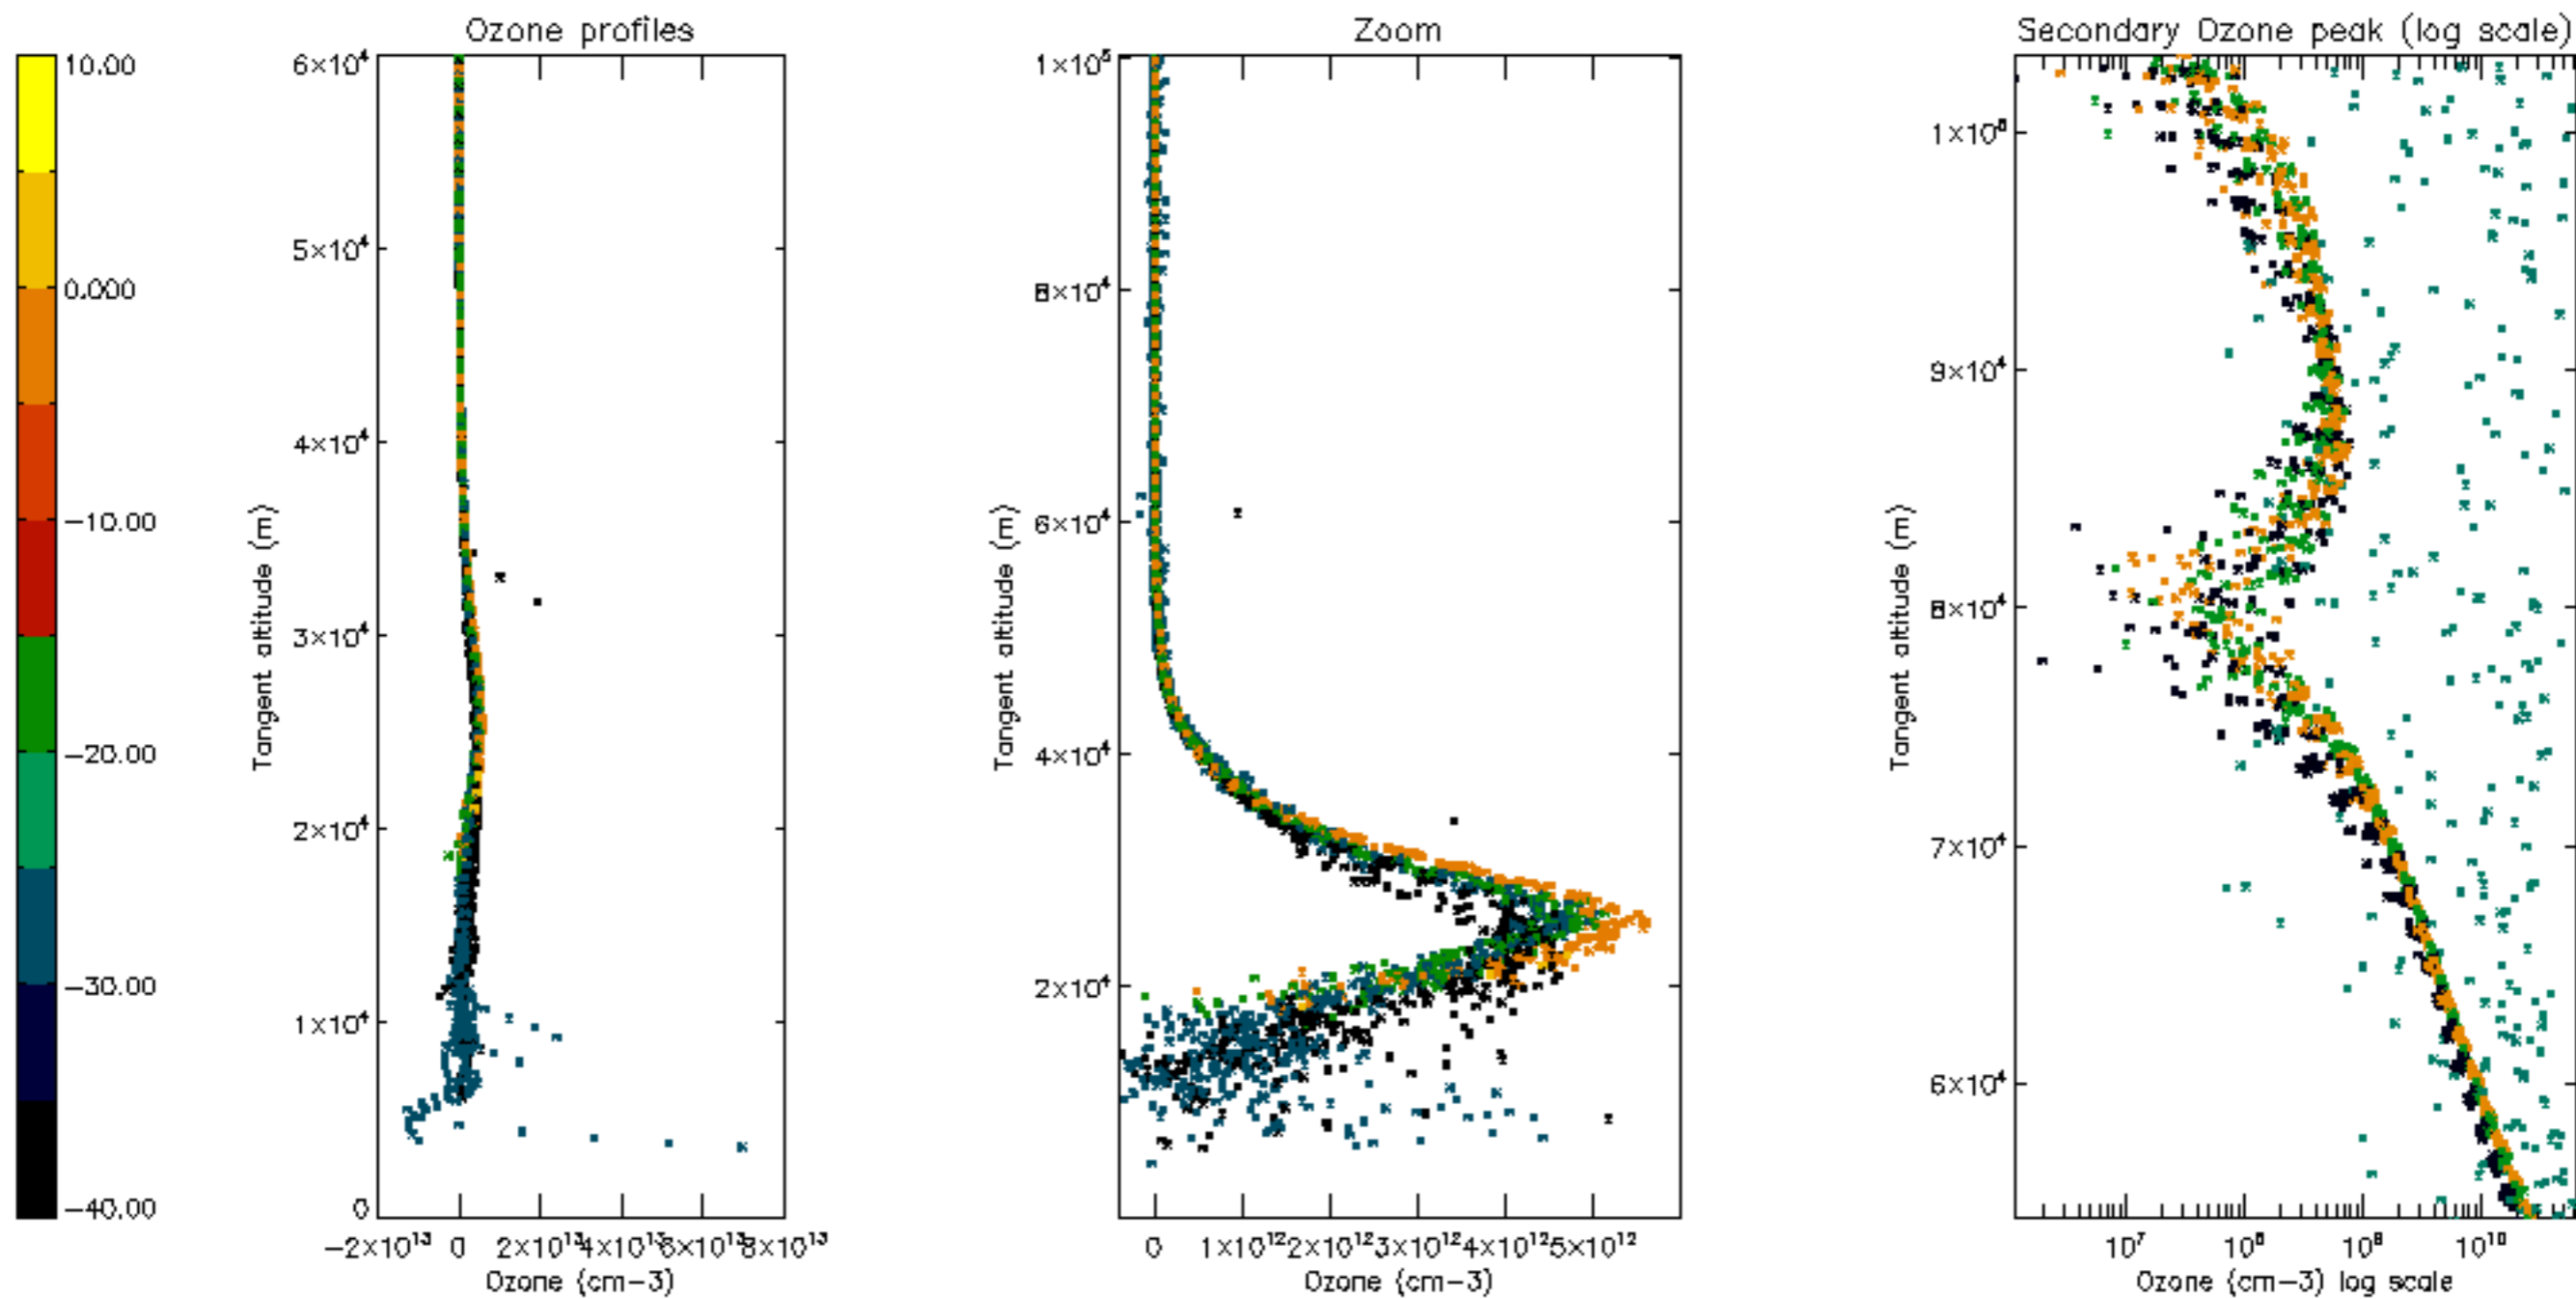 Ozone profiles
Zoom
Secondary Ozone peak (log scale)
10.00
0.000
−10.00
−20.00
−30.00
−40.00
Tangent altitude (m)
6×10⁴
5×10⁴
4×10⁴
3×10⁴
2×10⁴
1×10⁴
0
−2×10¹³ 0 2×10¹³ 4×10¹³ 6×10¹³ 8×10¹³
Ozone (cm−3)
Tangent altitude (m)
1×10⁵
8×10⁴
6×10⁴
4×10⁴
2×10⁴
0 1×10¹² 2×10¹² 3×10¹² 4×10¹² 5×10¹²
Ozone (cm−3)
Tangent altitude (m)
1×10⁵
9×10⁴
8×10⁴
7×10⁴
6×10⁴
10⁷ 10⁸ 10⁹ 10¹⁰
Ozone (cm−3) log scale